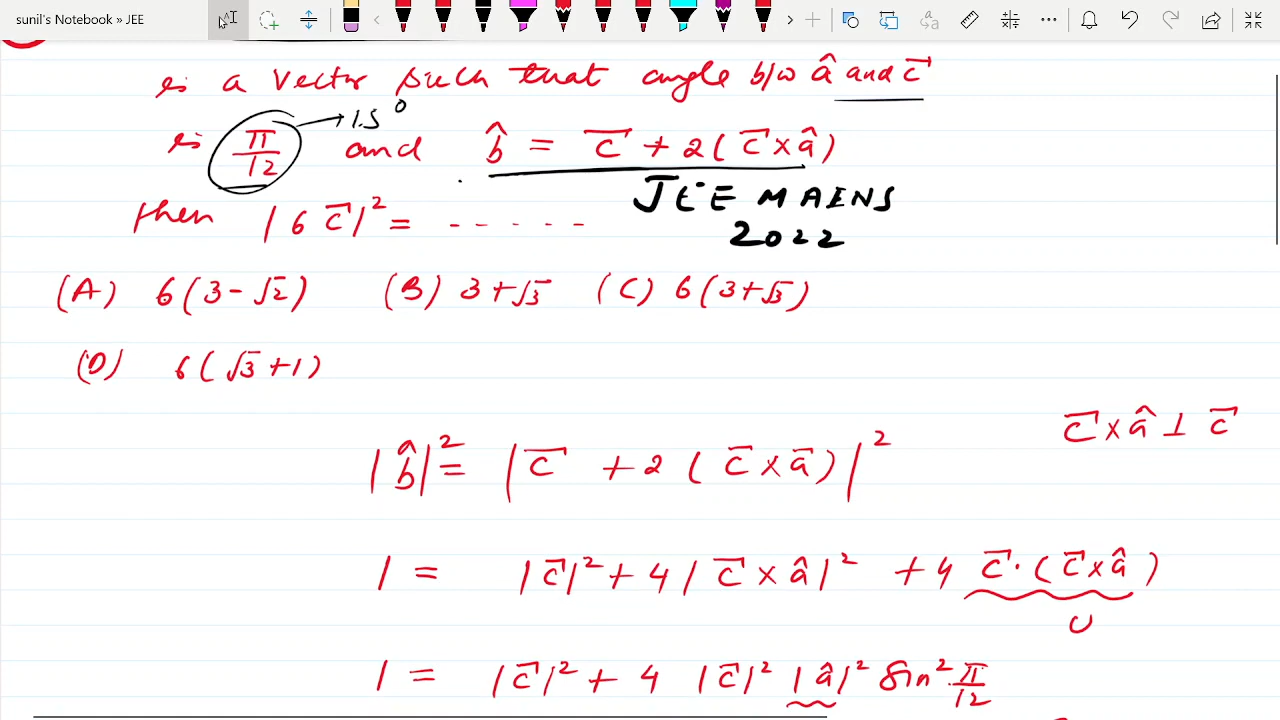 sunil's Notebook » JEE
is a vector such that angle b/w â and c⃗
is π/12 → 15° and b̂ = c⃗ + 2(c⃗ × â)
JEE MAINS
2022
then |6c⃗|² = - - - - - -
(A) 6(3-√2) (B) 3+√3 (C) 6(3+√3)
(D) 6(√3+1)
c⃗ × â ⊥ c⃗
|b̂|² = |c⃗ + 2(c⃗ × a⃗)|²
1 = |c⃗|² + 4|c⃗ × â|² + 4 c⃗·(c⃗ × â)
0
1 = |c⃗|² + 4 |c⃗|² |â|² sin² π/12